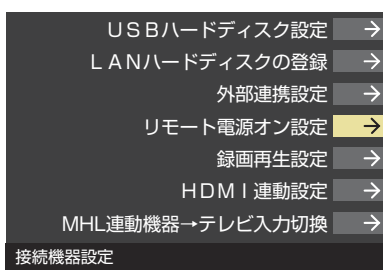 USBハードディスク設定 →
LANハードディスクの登録 →
外部連携設定 →
リモート電源オン設定 →
録画再生設定 →
HDMI連動設定 →
MHL連動機器→テレビ入力切換 →
接続機器設定